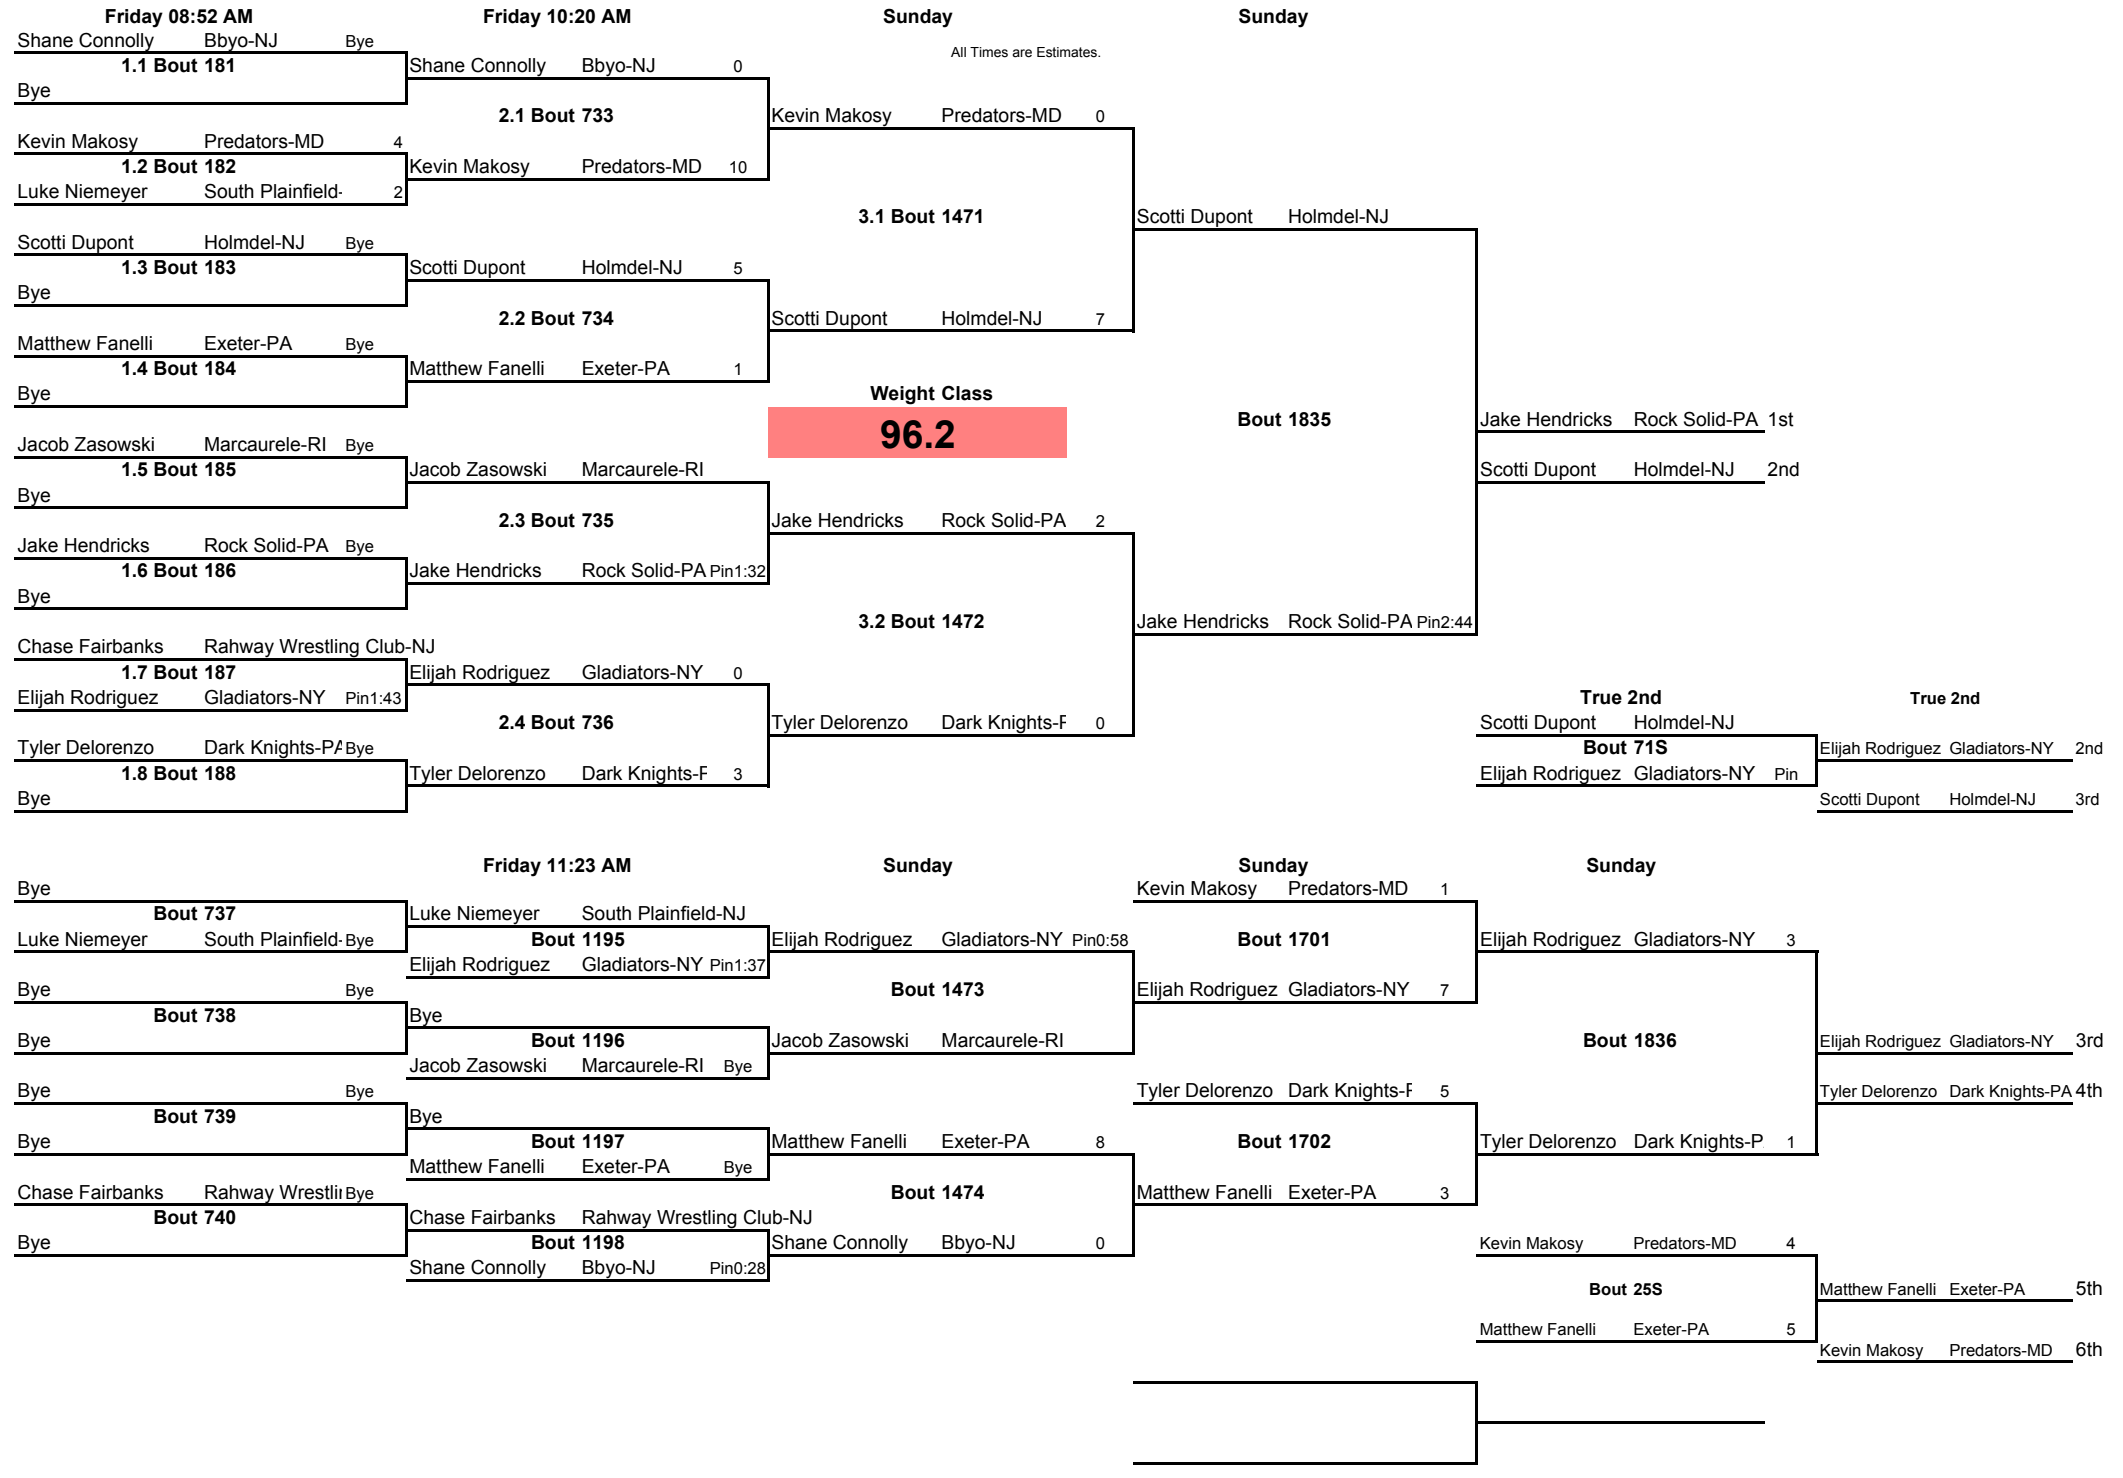 Friday 08:52 AM Friday 10:20 AM Sunday Sunday
Shane Connolly Bbyo-NJ Bye
All Times are Estimates.
1.1 Bout 181 Shane Connolly Bbyo-NJ 0
Bye
2.1 Bout 733 Kevin Makosy Predators-MD 0
Kevin Makosy Predators-MD 4
1.2 Bout 182 Kevin Makosy Predators-MD 10
Luke Niemeyer South Plainfield- 2
3.1 Bout 1471 Scotti Dupont Holmdel-NJ
Scotti Dupont Holmdel-NJ Bye
1.3 Bout 183 Scotti Dupont Holmdel-NJ 5
Bye
2.2 Bout 734 Scotti Dupont Holmdel-NJ 7
Matthew Fanelli Exeter-PA Bye
1.4 Bout 184 Matthew Fanelli Exeter-PA 1
Bye Weight Class
Bout 1835 Jake Hendricks Rock Solid-PA 1st
96.2
Jacob Zasowski Marcaurele-RI Bye
1.5 Bout 185 Jacob Zasowski Marcaurele-RI Scotti Dupont Holmdel-NJ 2nd
Bye
2.3 Bout 735 Jake Hendricks Rock Solid-PA 2
Jake Hendricks Rock Solid-PA Bye
1.6 Bout 186 Jake Hendricks Rock Solid-PA Pin1:32
Bye
3.2 Bout 1472 Jake Hendricks Rock Solid-PA Pin2:44
Chase Fairbanks Rahway Wrestling Club-NJ
1.7 Bout 187 Elijah Rodriguez Gladiators-NY 0
Elijah Rodriguez Gladiators-NY Pin1:43 True 2nd True 2nd
2.4 Bout 736 Tyler Delorenzo Dark Knights-F 0 Scotti Dupont Holmdel-NJ
Tyler Delorenzo Dark Knights-PA Bye Bout 71S Elijah Rodriguez Gladiators-NY 2nd
1.8 Bout 188 Tyler Delorenzo Dark Knights-F 3 Elijah Rodriguez Gladiators-NY Pin
Bye Scotti Dupont Holmdel-NJ 3rd
Friday 11:23 AM Sunday Sunday Sunday
Bye Kevin Makosy Predators-MD 1
Bout 737 Luke Niemeyer South Plainfield-NJ
Luke Niemeyer South Plainfield- Bye Bout 1195 Elijah Rodriguez Gladiators-NY Pin0:58 Bout 1701 Elijah Rodriguez Gladiators-NY 3
Elijah Rodriguez Gladiators-NY Pin1:37
Bye Bye Bout 1473 Elijah Rodriguez Gladiators-NY 7
Bout 738 Bye
Bye Bout 1196 Jacob Zasowski Marcaurele-RI Bout 1836 Elijah Rodriguez Gladiators-NY 3rd
Jacob Zasowski Marcaurele-RI Bye
Bye Bye Tyler Delorenzo Dark Knights-F 5 Tyler Delorenzo Dark Knights-PA 4th
Bout 739 Bye
Bye Bout 1197 Matthew Fanelli Exeter-PA 8 Bout 1702 Tyler Delorenzo Dark Knights-P 1
Matthew Fanelli Exeter-PA Bye
Chase Fairbanks Rahway Wrestlin Bye Bout 1474 Matthew Fanelli Exeter-PA 3
Bout 740 Chase Fairbanks Rahway Wrestling Club-NJ
Bye Bout 1198 Shane Connolly Bbyo-NJ 0 Kevin Makosy Predators-MD 4
Shane Connolly Bbyo-NJ Pin0:28
Bout 25S Matthew Fanelli Exeter-PA 5th
Matthew Fanelli Exeter-PA 5
Kevin Makosy Predators-MD 6th